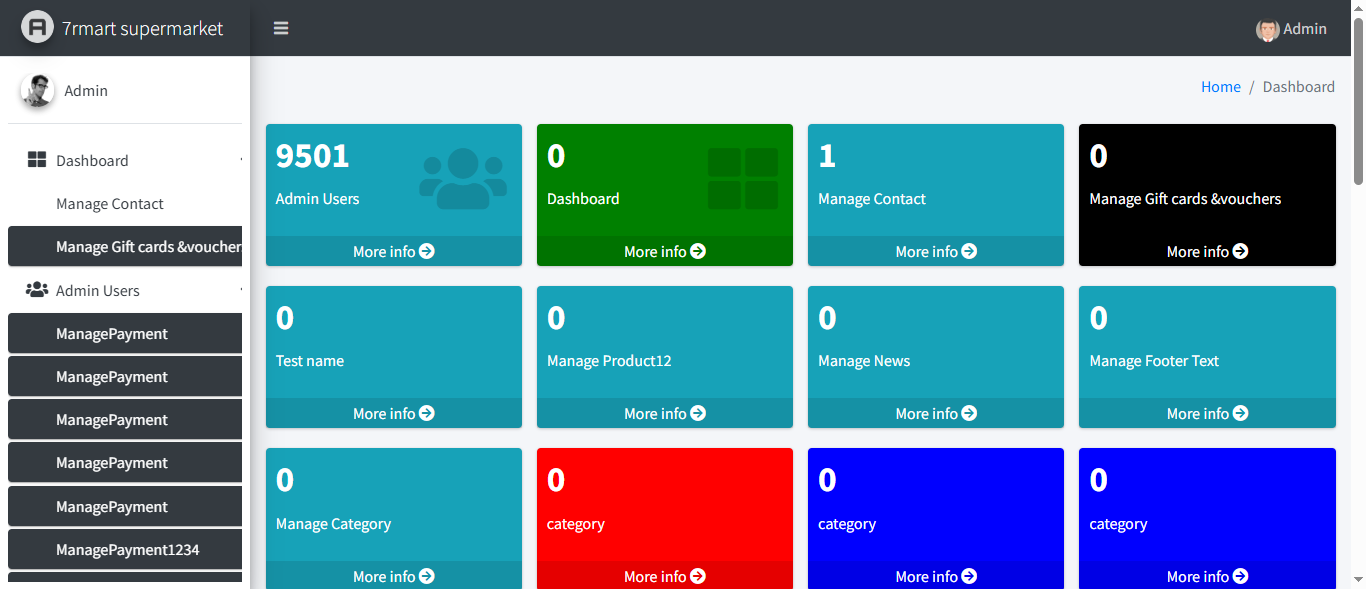 7rmart supermarket
Admin
Admin
Home / Dashboard
Dashboard
Manage Contact
Manage Gift cards &voucher
Admin Users
ManagePayment
ManagePayment
ManagePayment
ManagePayment
ManagePayment
ManagePayment1234
9501
Admin Users
More info
0
Dashboard
More info
1
Manage Contact
More info
0
Manage Gift cards &vouchers
More info
0
Test name
More info
0
Manage Product12
More info
0
Manage News
More info
0
Manage Footer Text
More info
0
Manage Category
More info
0
category
More info
0
category
More info
0
category
More info